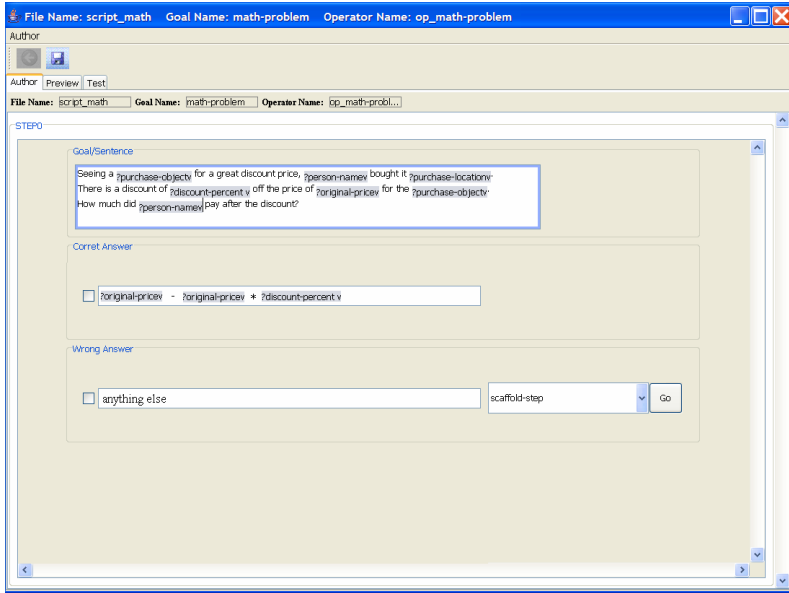 File Name: script_math   Goal Name: math-problem   Operator Name: op_math-problem
Author
Author Preview Test
File Name: script_math Goal Name: math-problem Operator Name: op_math-probl...
STEP0
Goal/Sentence
Seeing a ?purchase-objectv for a great discount price, ?person-namev bought it ?purchase-locationv.
There is a discount of ?discount-percent v off the price of ?original-pricev for the ?purchase-objectv.
How much did ?person-namev pay after the discount?
Corret Answer
?original-pricev - ?original-pricev * ?discount-percent v
Wrong Answer
anything else scaffold-step Go